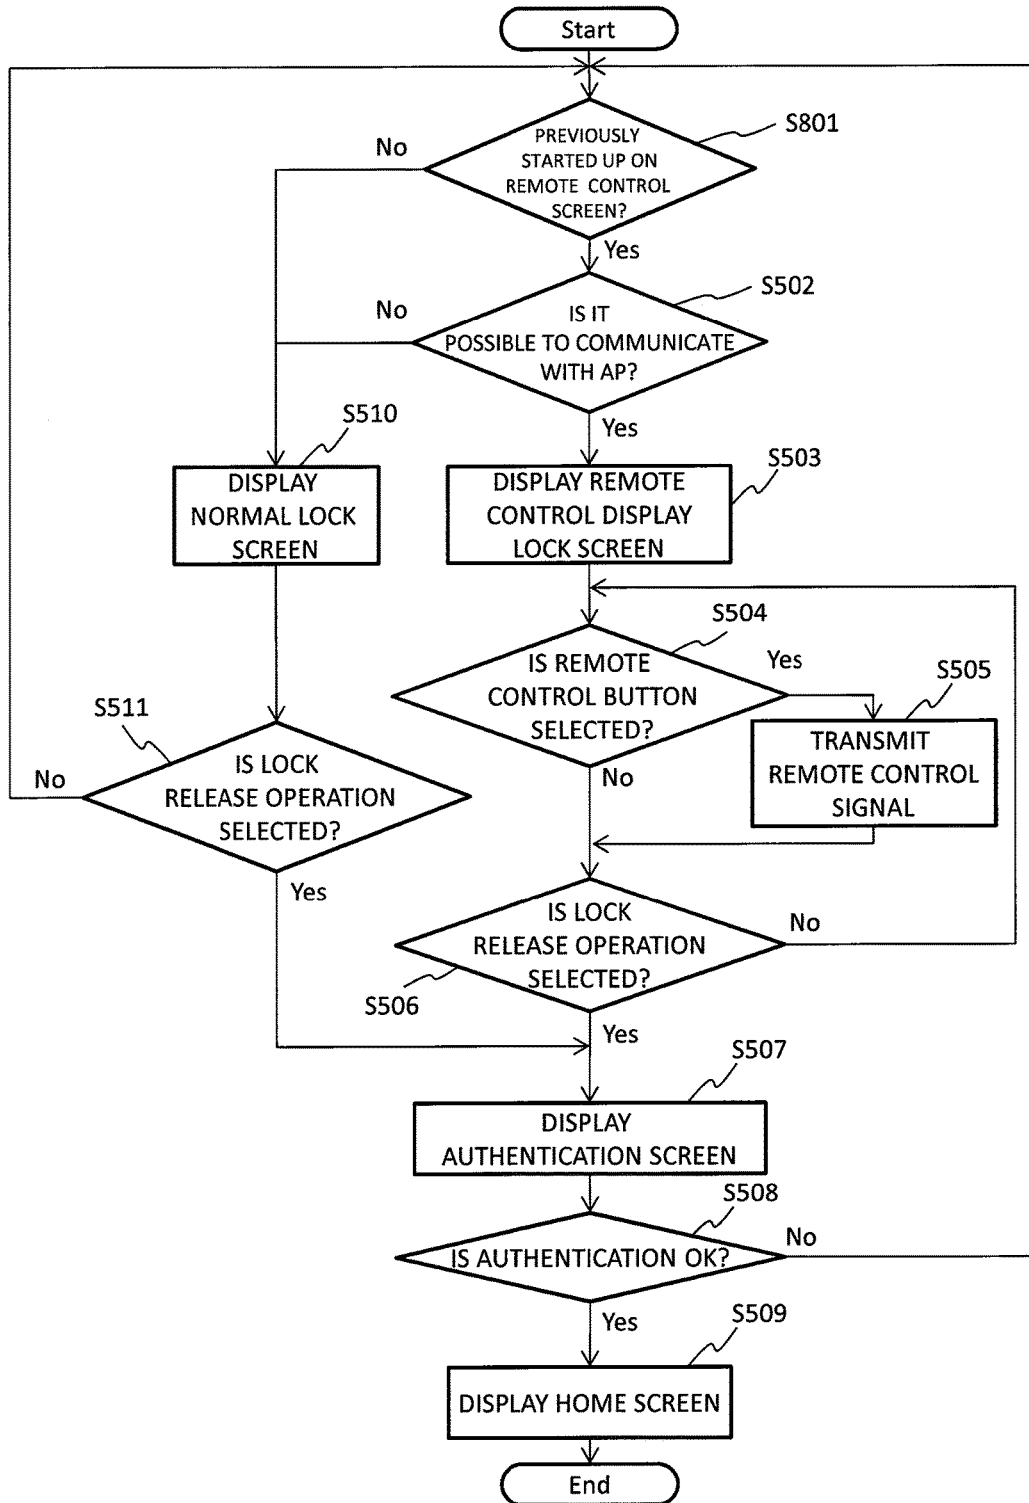 Start
S801
PREVIOUSLY
STARTED UP ON
REMOTE CONTROL
SCREEN?
No
Yes
S502
IS IT
POSSIBLE TO COMMUNICATE
WITH AP?
No
Yes
S510
DISPLAY
NORMAL LOCK
SCREEN
S503
DISPLAY REMOTE
CONTROL DISPLAY
LOCK SCREEN
S504
IS REMOTE
CONTROL BUTTON
SELECTED?
Yes
No
S505
TRANSMIT
REMOTE CONTROL
SIGNAL
S511
IS LOCK
RELEASE OPERATION
SELECTED?
No
Yes
IS LOCK
RELEASE OPERATION
SELECTED?
No
S506
Yes
S507
DISPLAY
AUTHENTICATION SCREEN
S508
IS AUTHENTICATION OK?
No
Yes
S509
DISPLAY HOME SCREEN
End